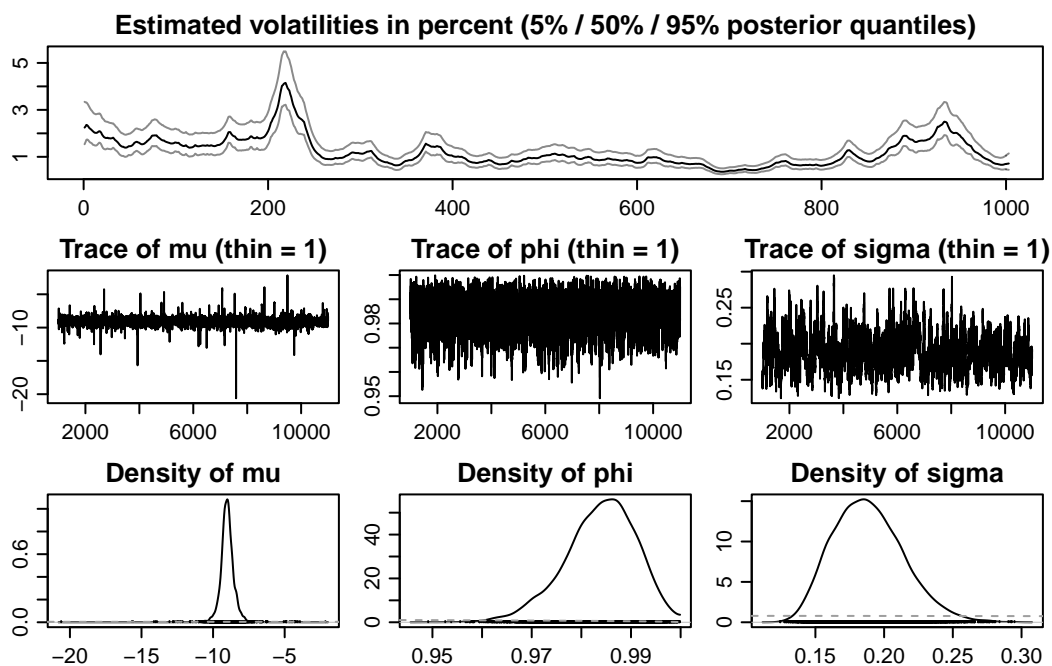 Estimated volatilities in percent (5% / 50% / 95% posterior quantiles)
5
3
1
0 200 400 600 800 1000
Trace of mu (thin = 1) Trace of phi (thin = 1) Trace of sigma (thin = 1)
−10
−20
0.98
0.95
0.25
0.15
2000 6000 10000 2000 6000 10000 2000 6000 10000
Density of mu Density of phi Density of sigma
0.6
0.0
40
20
0
10
5
0
−20 −15 −10 −5 0.95 0.97 0.99 0.15 0.20 0.25 0.30